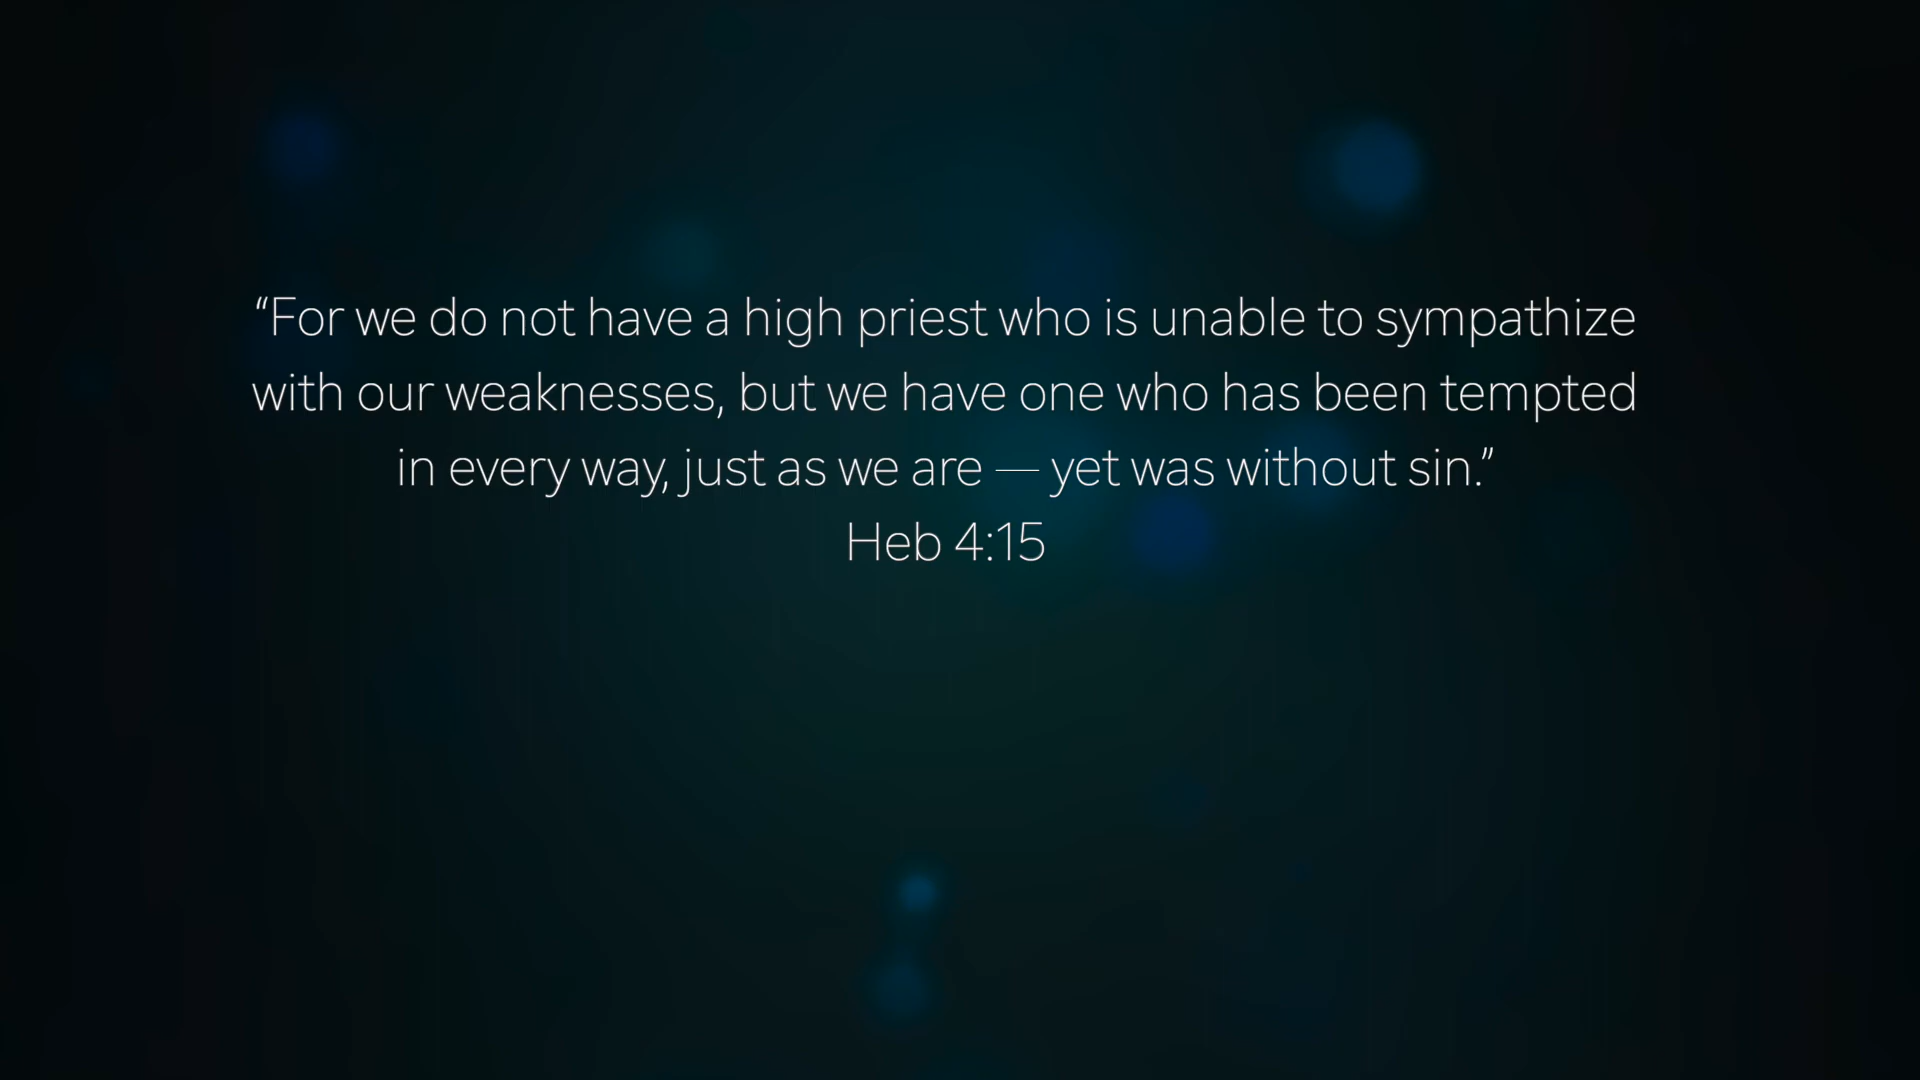 “For we do not have a high priest who is unable to sympathize
with our weaknesses, but we have one who has been tempted
in every way, just as we are — yet was without sin.”
Heb 4:15